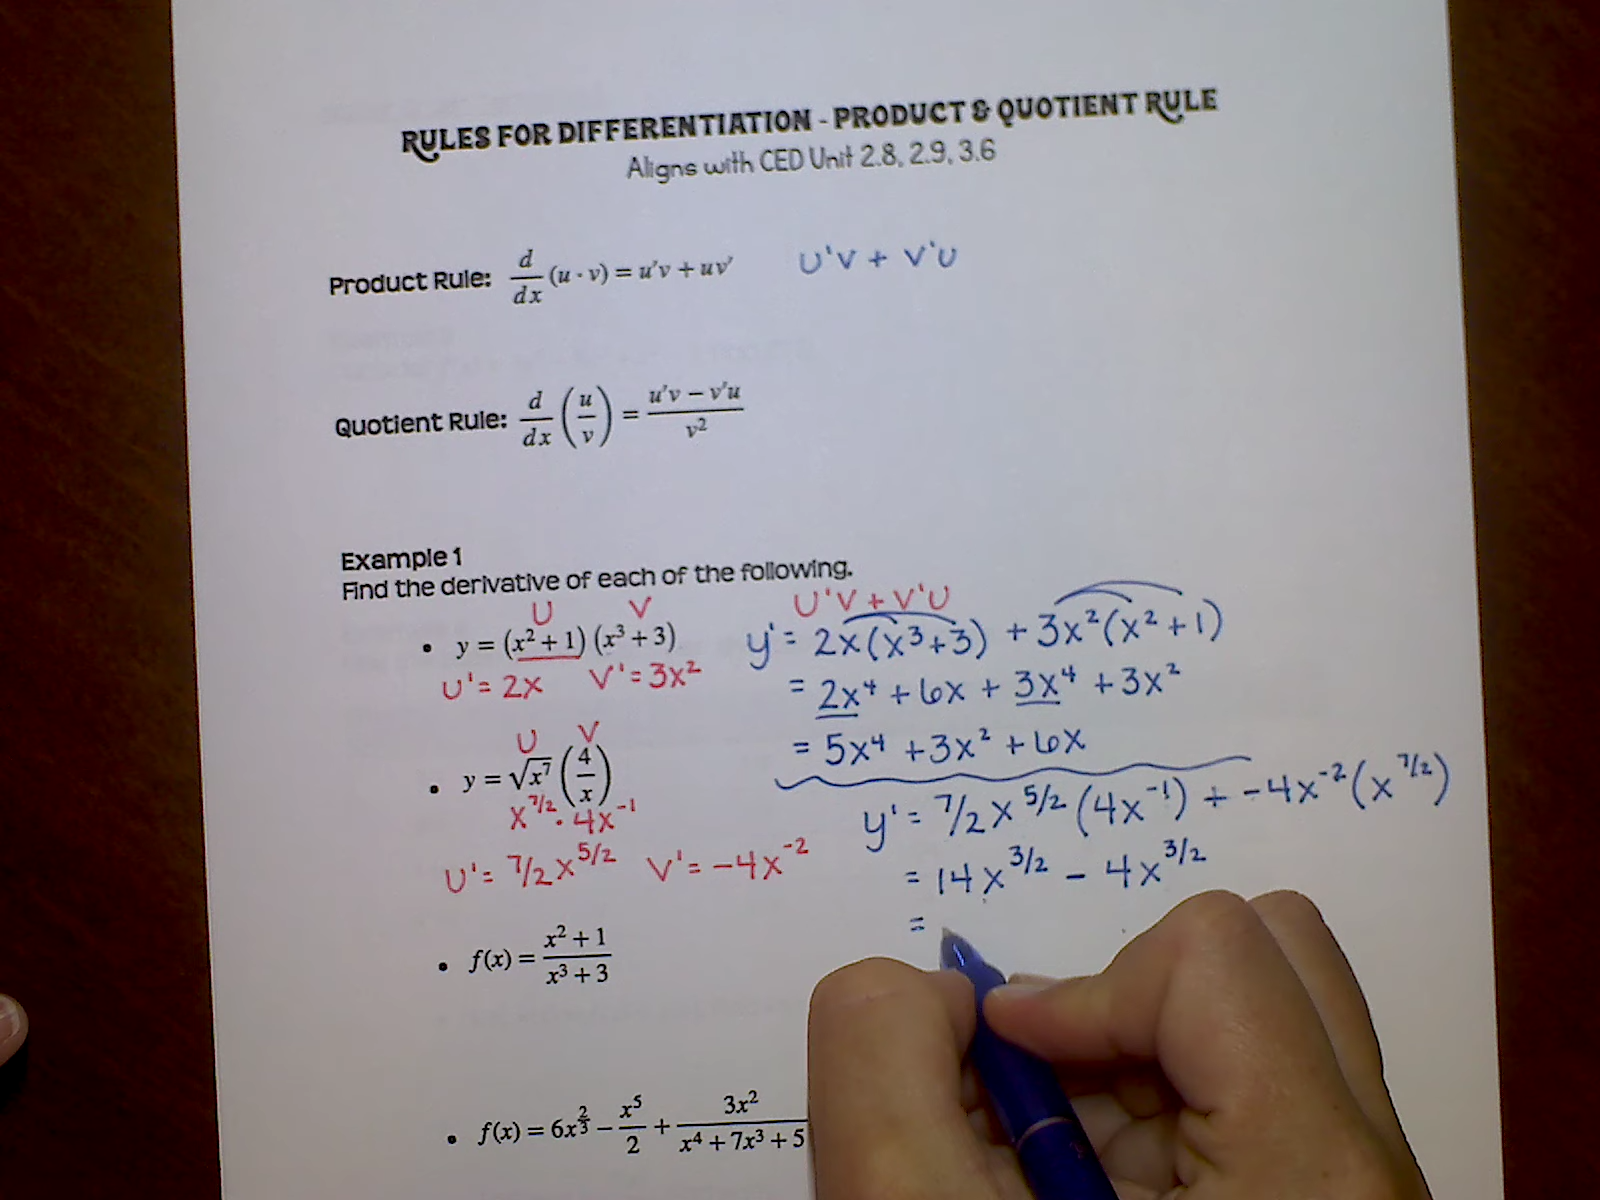 RULES FOR DIFFERENTIATION - PRODUCT & QUOTIENT RULE
Aligns with CED Unit 2.8, 2.9, 3.6
Product Rule: d/dx (u · v) = u'v + uv' U'V + V'U
Quotient Rule: d/dx (u/v) = (u'v − v'u)/v²
Example 1
Find the derivative of each of the following.
U V U'V + V'U
• y = (x² + 1) (x³ + 3) y' = 2x(x³+3) + 3x²(x²+1)
U' = 2x V' = 3x² = 2x⁴ + 6x + 3x⁴ + 3x²
U V = 5x⁴ + 3x² + 6x
• y = √x⁷ (4/x) y' = 7/2 x^5/2 (4x⁻¹) + -4x⁻² (x^7/2)
x^7/2 · 4x⁻¹
U' = 7/2 x^5/2 V' = -4x⁻² = 14x^3/2 − 4x^3/2
=
• f(x) = (x² + 1)/(x³ + 3)
• f(x) = 6x^2/3 − x⁵/2 + 3x²/(x⁴ + 7x³ + 5